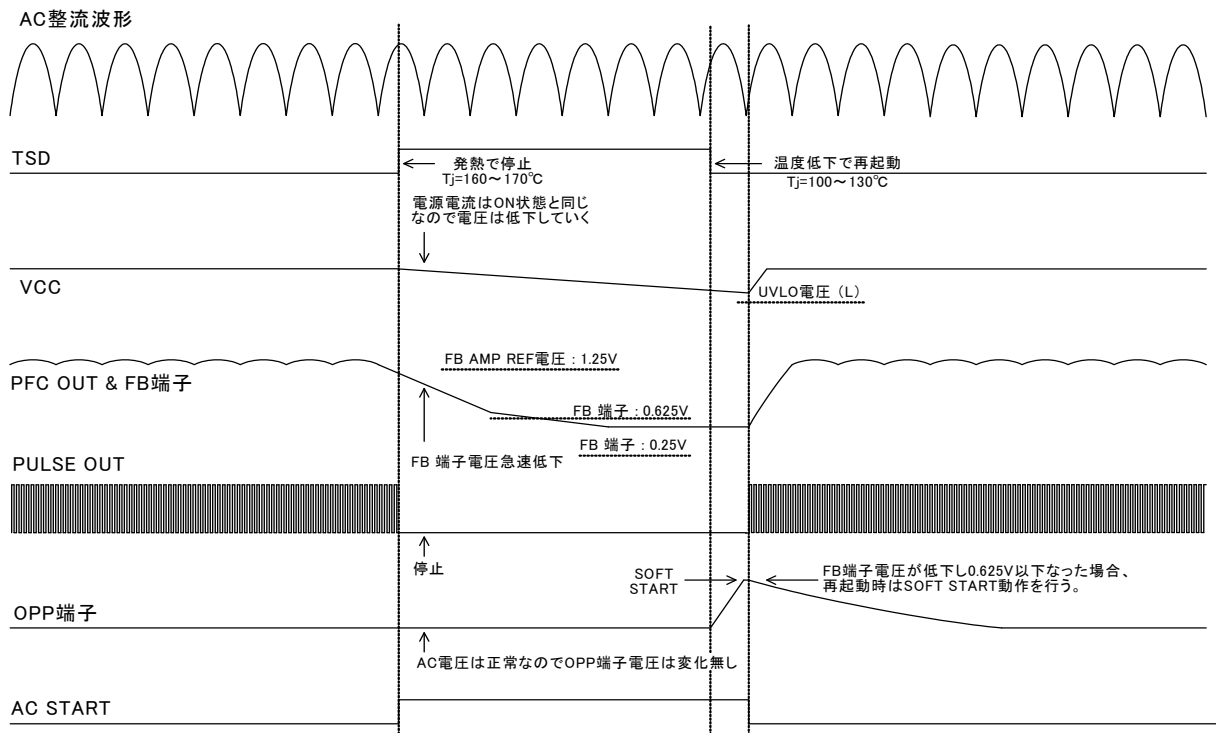 AC整流波形
TSD
発熱で停止
Tj=160～170℃
温度低下で再起動
Tj=100～130℃
電源電流はON状態と同じ
なので電圧は低下していく
VCC
UVLO電圧（L）
FB AMP REF電圧：1.25V
PFC OUT & FB端子
FB 端子：0.625V
FB 端子：0.25V
FB 端子電圧急速低下
PULSE OUT
停止
SOFT
START
FB端子電圧が低下し0.625V以下なった場合、
再起動時はSOFT START動作を行う。
OPP端子
AC電圧は正常なのでOPP端子電圧は変化無し
AC START